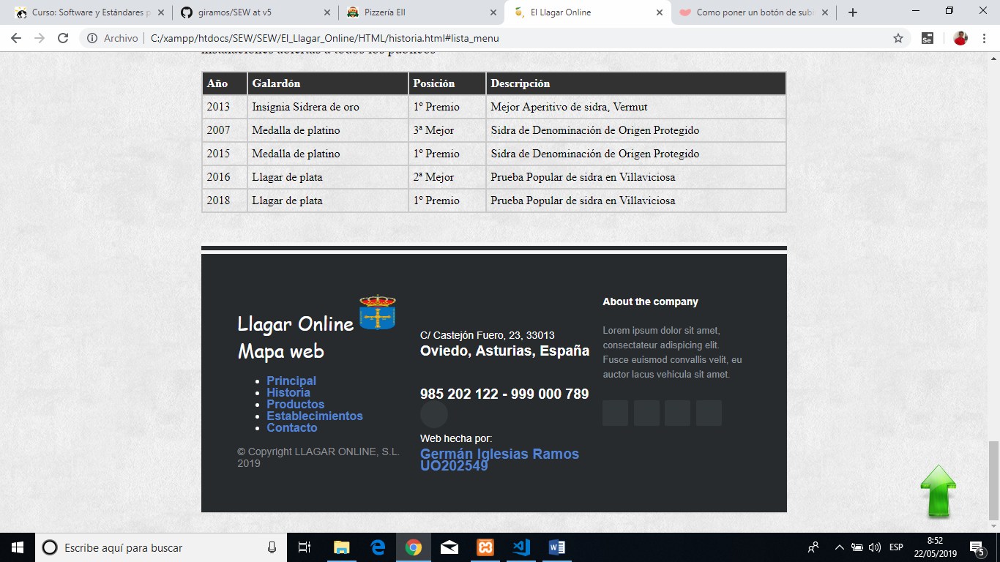 Curso: Software y Estándares p
giramos/SEW at v5
Pizzería Ell
El Llagar Online
Como poner un botón de subi
Archivo
C:/xampp/htdocs/SEW/SEW/El_Llagar_Online/HTML/historia.html#lista_menu
instalaciones abiertas a todos los públicos
Año Galardón Posición Descripción
2013 Insignia Sidrera de oro 1º Premio Mejor Aperitivo de sidra, Vermut
2007 Medalla de platino 3ª Mejor Sidra de Denominación de Origen Protegido
2015 Medalla de platino 1º Premio Sidra de Denominación de Origen Protegido
2016 Llagar de plata 2ª Mejor Prueba Popular de sidra en Villaviciosa
2018 Llagar de plata 1º Premio Prueba Popular de sidra en Villaviciosa
Llagar Online
Mapa web
Principal
Historia
Productos
Establecimientos
Contacto
© Copyright LLAGAR ONLINE, S.L.
2019
C/ Castejón Fuero, 23, 33013
Oviedo, Asturias, España
985 202 122 - 999 000 789
Web hecha por:
Germán Iglesias Ramos
UO202549
About the company
Lorem ipsum dolor sit amet,
consectateur adispicing elit.
Fusce euismod convallis velit, eu
auctor lacus vehicula sit amet.
Escribe aquí para buscar
ESP
8:52
22/05/2019
5